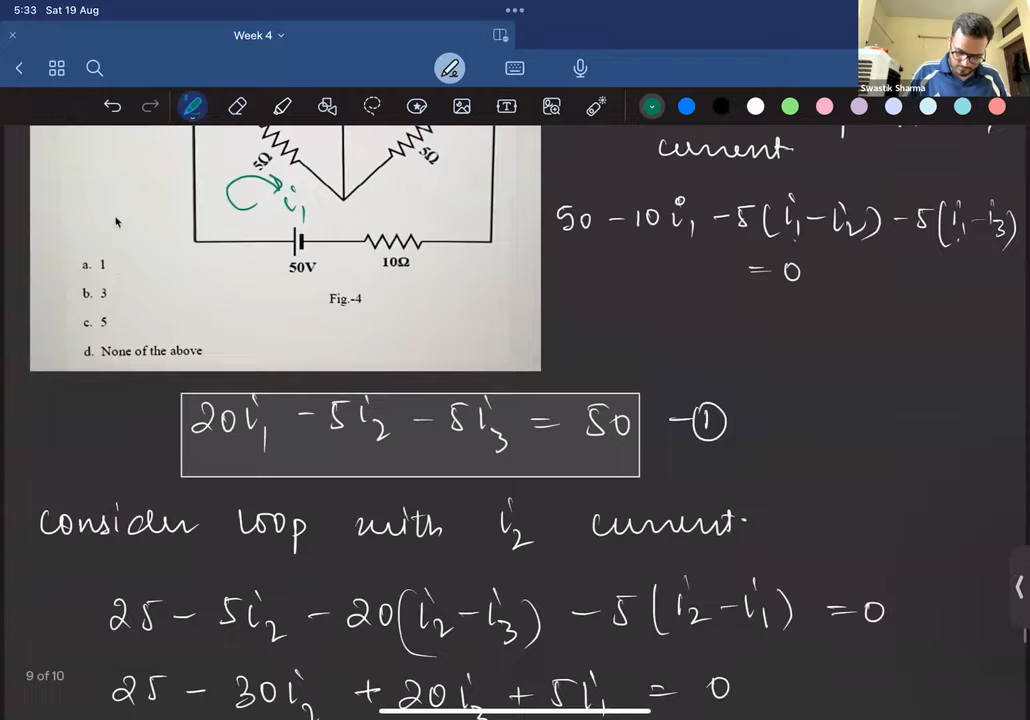 5:33 Sat 19 Aug
Week 4
Swastik Sharma
current
5Ω
5Ω
i₁
50 - 10i₁ - 5(i₁ - i₂) - 5(i₁ - i₃)
= 0
50V
10Ω
a. 1
b. 3
Fig.-4
c. 5
d. None of the above
20i₁ - 5i₂ - 5i₃ = 50 - ①
consider loop with i₂ current.
25 - 5i₂ - 20(i₂ - i₃) - 5(i₂ - i₁) = 0
9 of 10
25 - 30i₂ + 20i₃ + 5i₁ = 0